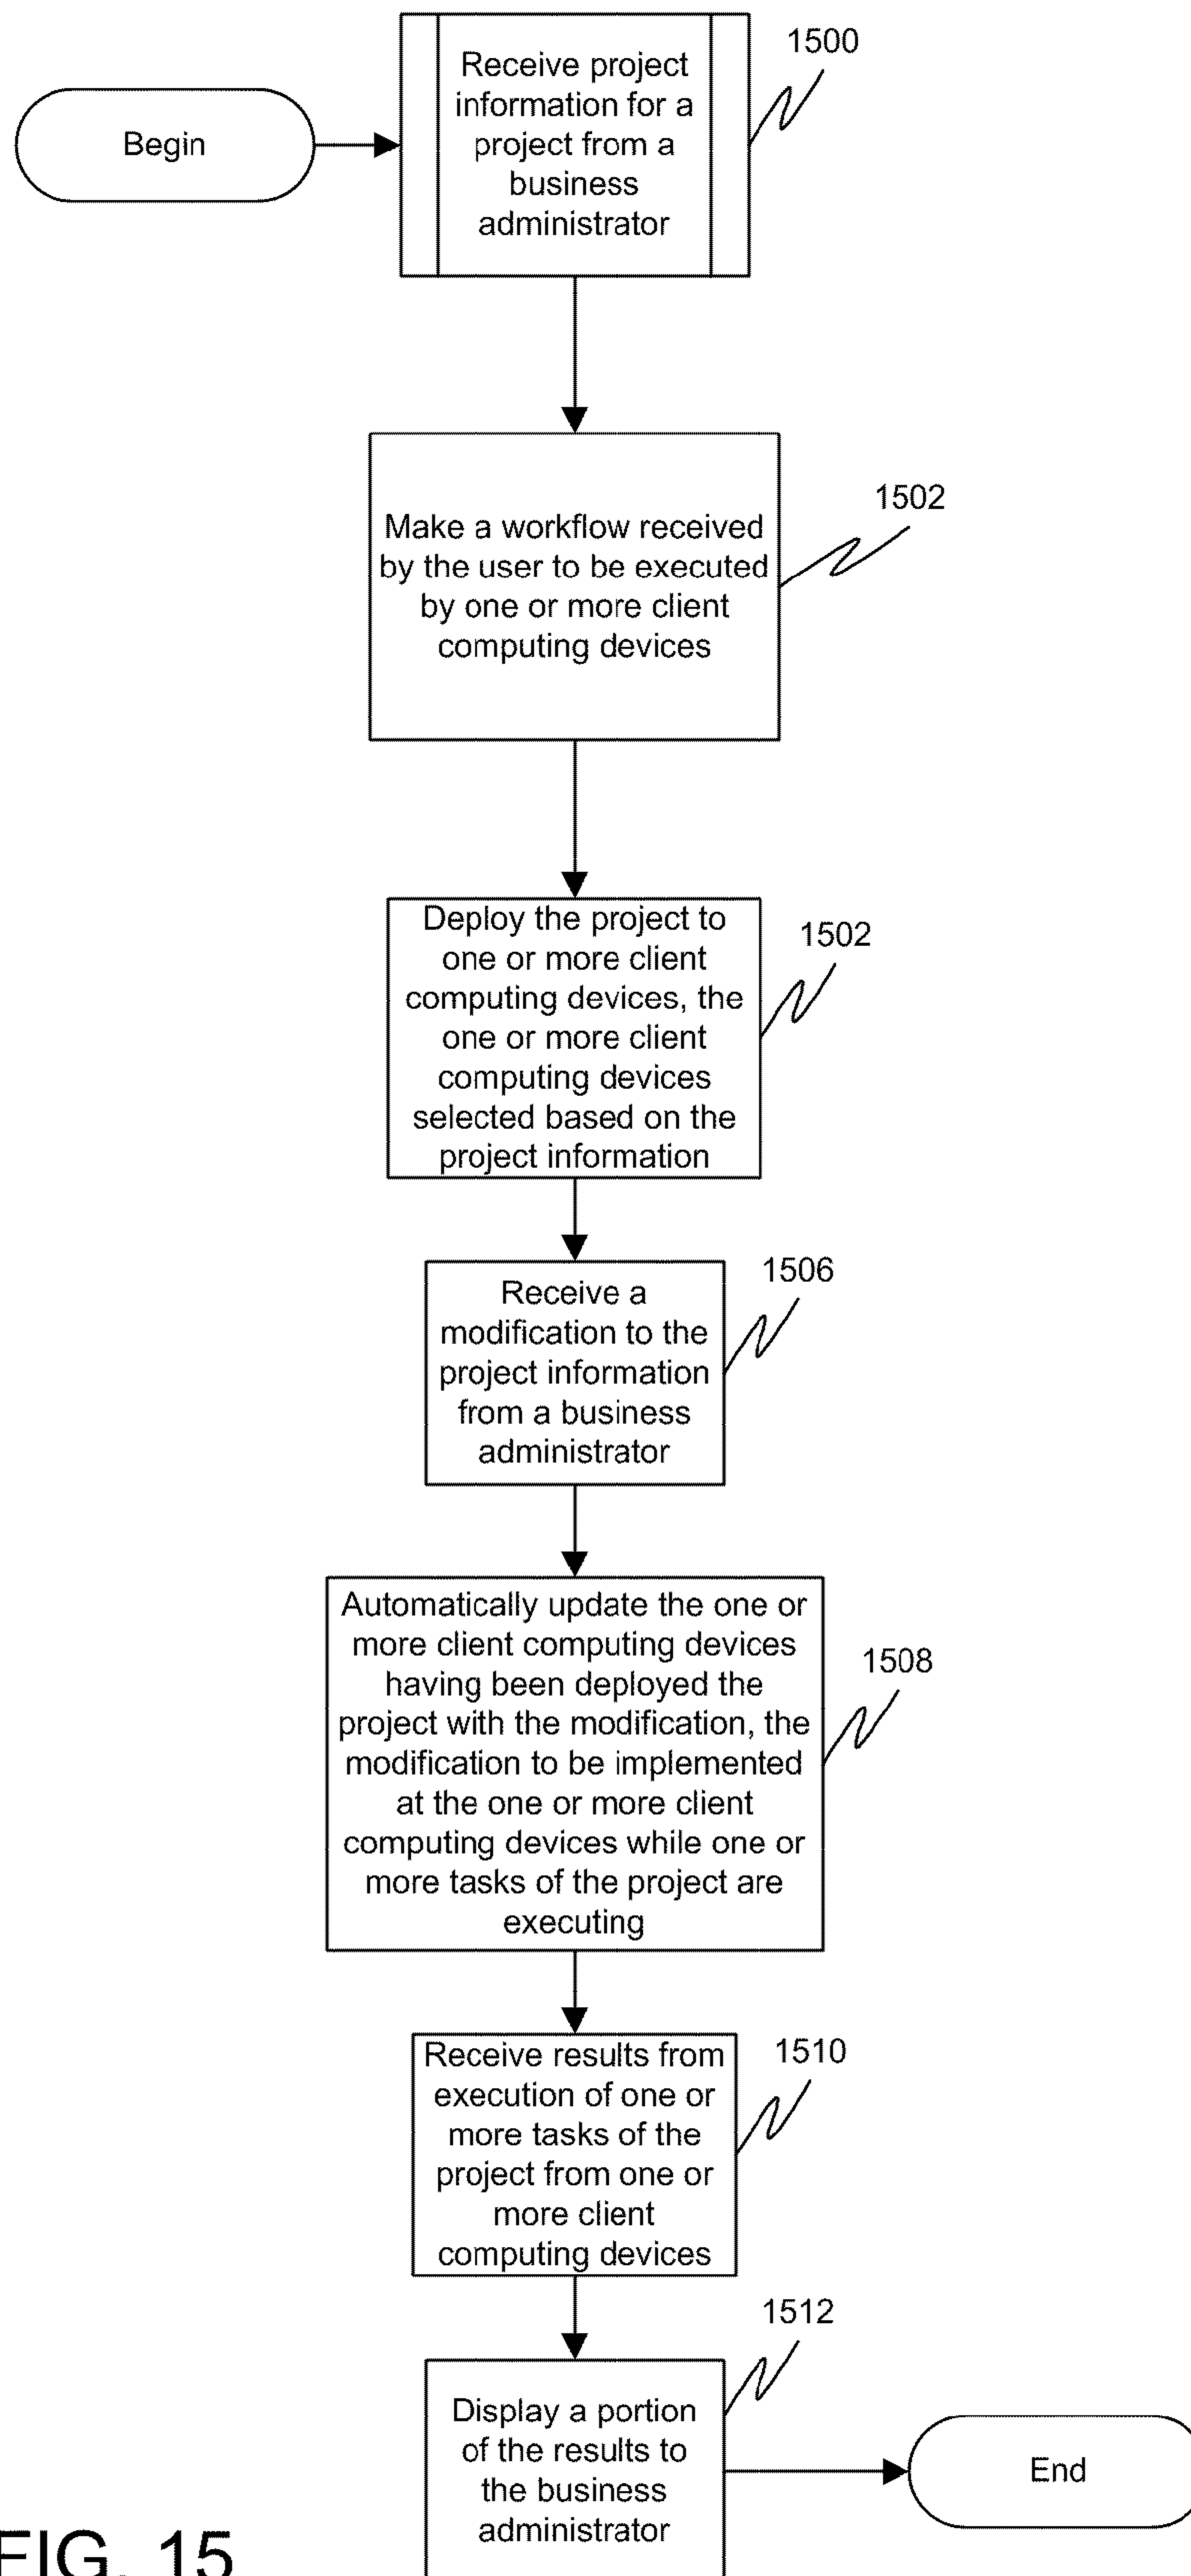 Begin
Receive project
information for a
project from a
business
administrator
1500
Make a workflow received
by the user to be executed
by one or more client
computing devices
1502
Deploy the project to
one or more client
computing devices, the
one or more client
computing devices
selected based on the
project information
1502
Receive a
modification to the
project information
from a business
administrator
1506
Automatically update the one or
more client computing devices
having been deployed the
project with the modification, the
modification to be implemented
at the one or more client
computing devices while one or
more tasks of the project are
executing
1508
Receive results from
execution of one or
more tasks of the
project from one or
more client
computing devices
1510
Display a portion
of the results to
the business
administrator
1512
End
FIG. 15